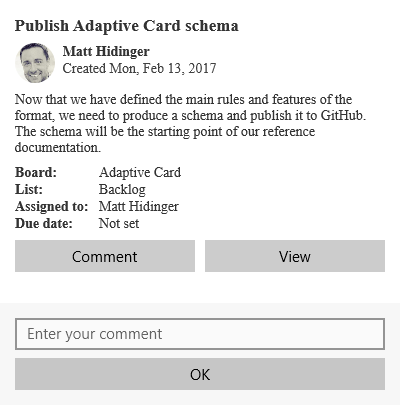 Publish Adaptive Card schema
Matt Hidinger
Created Mon, Feb 13, 2017
Now that we have defined the main rules and features of the
format, we need to produce a schema and publish it to GitHub.
The schema will be the starting point of our reference
documentation.
Board: Adaptive Card
List: Backlog
Assigned to: Matt Hidinger
Due date: Not set
Comment View
Enter your comment
OK